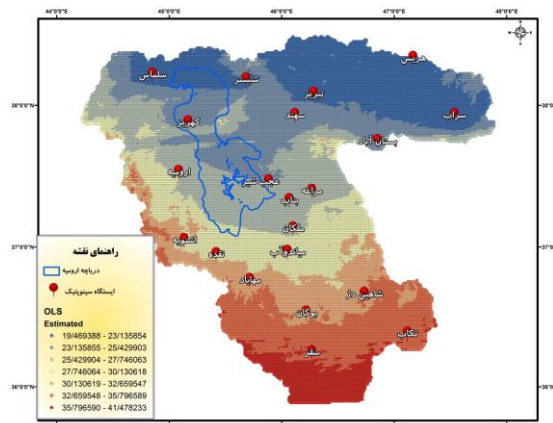 44°0'0"E 45°0'0"E 46°0'0"E 47°0'0"E
هریس
سلماس
شبستر
تبریز
38°0'0"N
سهند
سراب
کهریز
بستان آباد
ارومیه
عجب شیر
مراغه
بناب
ملکان
37°0'0"N
اشنویه
نقده
میاندوآب
مهاباد
شاهین دژ
بوکان
تکاب
سقز
36°0'0"N
راهنمای نقشه
دریاچه ارومیه
ایستگاه سینوپتیک
OLS
Estimated
19/469388 - 23/135854
23/135855 - 25/429903
25/429904 - 27/746063
27/746064 - 30/130618
30/130619 - 32/659547
32/659548 - 35/796589
35/796590 - 41/478233